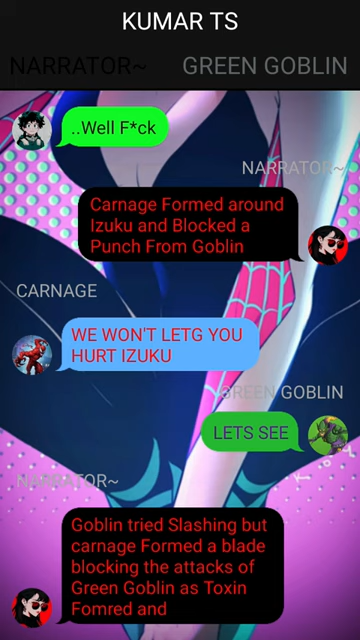 KUMAR TS
NARRATOR~ GREEN GOBLIN
..Well F*ck
NARRATOR~
Carnage Formed around
Izuku and Blocked a
Punch From Goblin
CARNAGE
WE WON'T LETG YOU
HURT IZUKU
GREEN GOBLIN
LETS SEE
NARRATOR~
Goblin tried Slashing but
carnage Formed a blade
blocking the attacks of
Green Goblin as Toxin
Fomred and